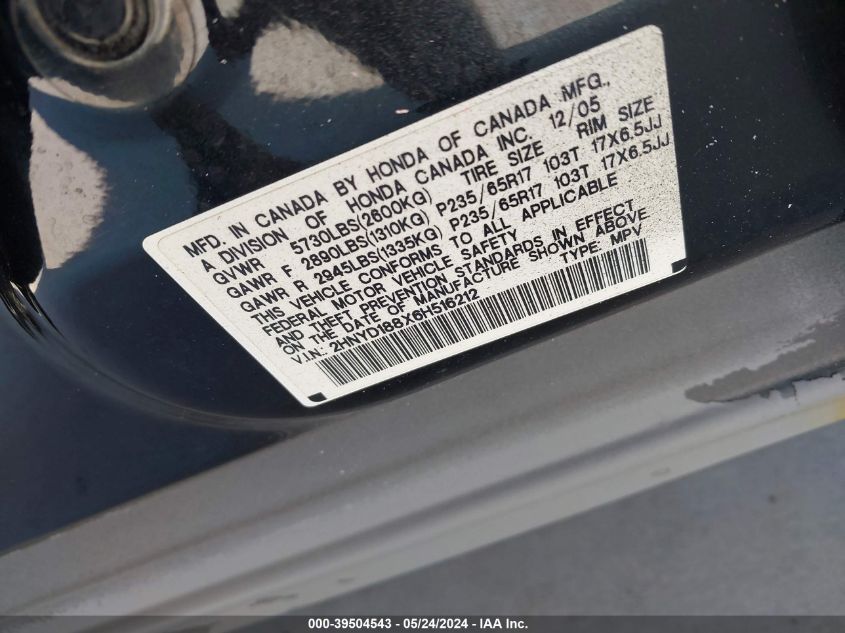 MFD. IN CANADA BY HONDA OF CANADA MFG.,
A DIVISION OF HONDA CANADA INC. 12/05
GVWR 5730LBS(2600KG) TIRE SIZE RIM SIZE
GAWR F 2890LBS(1310KG) P235/65R17 103T 17X6.5JJ
GAWR R 2945LBS(1335KG) P235/65R17 103T 17X6.5JJ
THIS VEHICLE CONFORMS TO ALL APPLICABLE
FEDERAL MOTOR VEHICLE SAFETY
AND THEFT PREVENTION STANDARDS IN EFFECT
ON THE DATE OF MANUFACTURE SHOWN ABOVE.
V.I.N.: 2HNYD188X6H516212 TYPE: MPV
000-39504543 - 05/24/2024 - IAA Inc.